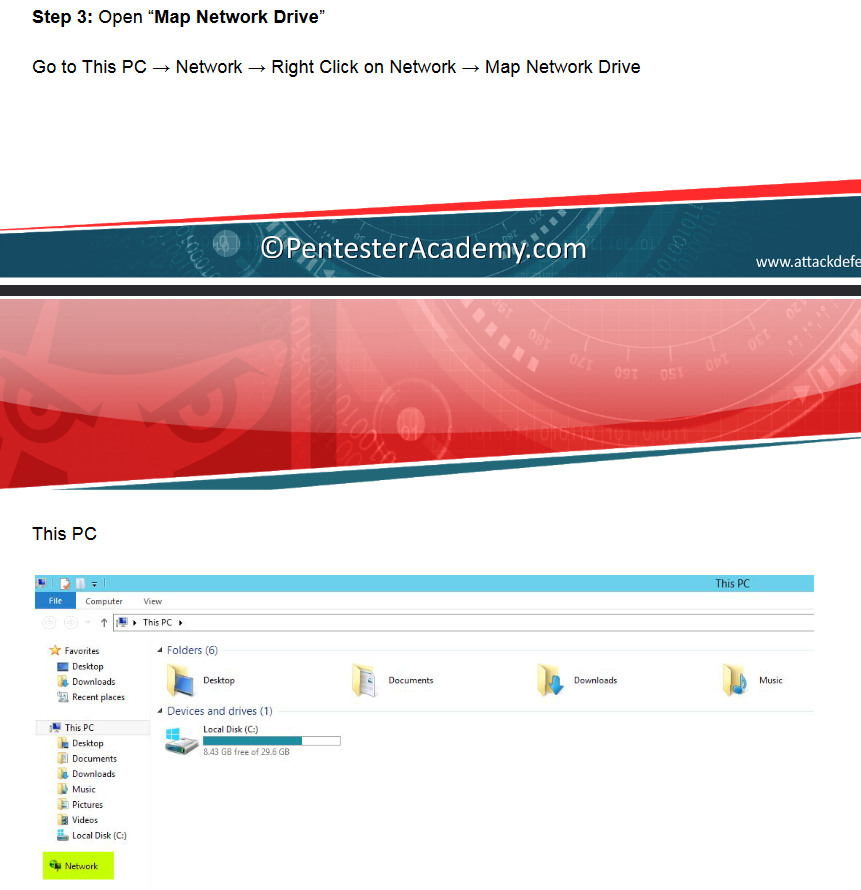 Step 3: Open “Map Network Drive”
Go to This PC → Network → Right Click on Network → Map Network Drive
©PentesterAcademy.com
www.attackdefe
This PC
This PC
File Computer View
This PC
Favorites
Desktop
Downloads
Recent places
This PC
Desktop
Documents
Downloads
Music
Pictures
Videos
Local Disk (C:)
Network
Folders (6)
Desktop Documents Downloads Music
Devices and drives (1)
Local Disk (C:)
8.43 GB free of 29.6 GB